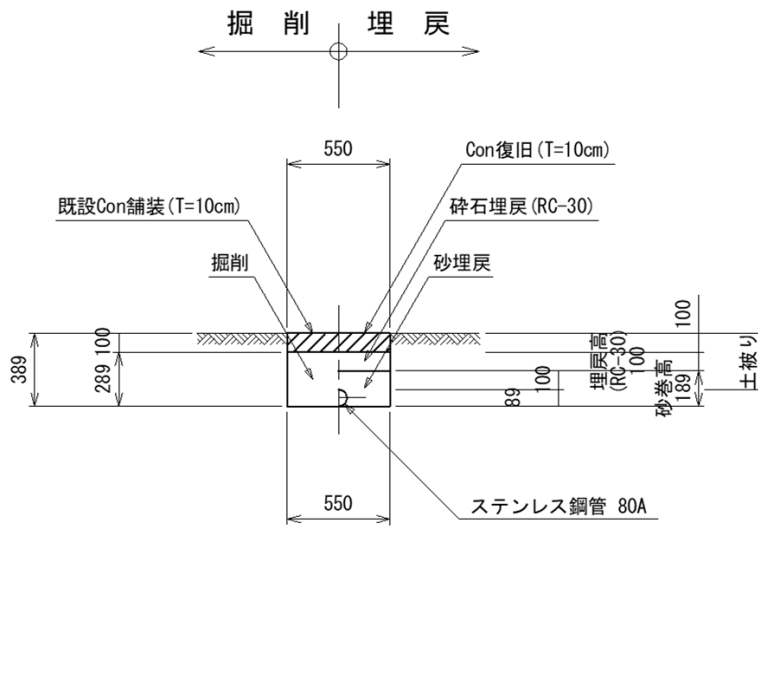 掘 削 埋 戻
550
Con復旧(T=10cm)
既設Con舗装(T=10cm)
砕石埋戻(RC-30)
掘削
砂埋戻
389
100
289
89
100
埋戻高
(RC-30)
100
砂巻高
189
100
土被り
550
ステンレス鋼管 80A